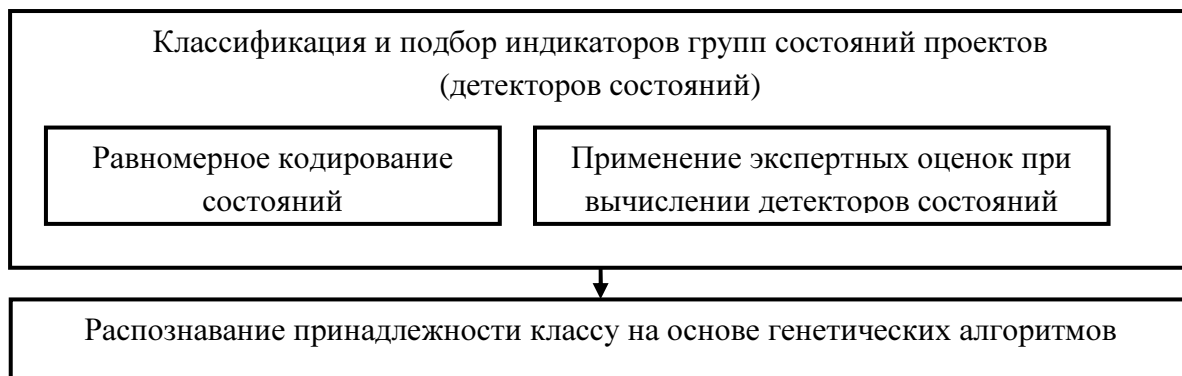 Классификация и подбор индикаторов групп состояний проектов
(детекторов состояний)
Равномерное кодирование
состояний
Применение экспертных оценок при
вычислении детекторов состояний
Распознавание принадлежности классу на основе генетических алгоритмов